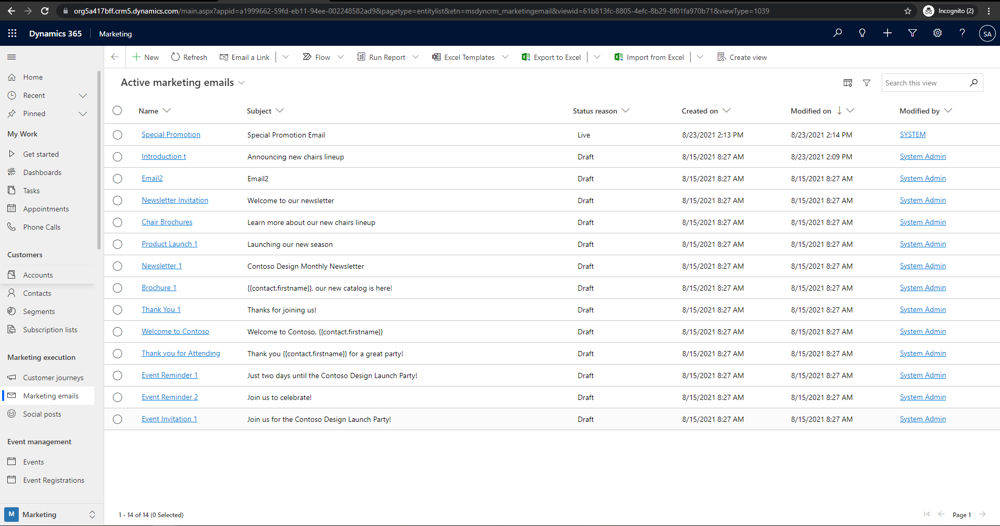 org5a417bff.crm5.dynamics.com/main.aspx?appid=a1999662-59fd-eb11-94ee-002248582ad9&pagetype=entitylist&etn=msdyncrm_marketingemail&viewid=61b813fc-8805-4efc-8b29-8f01fa970b71&viewType=1039
Incognito (2)
Dynamics 365
Marketing
SA
New
Refresh
Email a Link
Flow
Run Report
Excel Templates
Export to Excel
Import from Excel
Create view
Home
Recent
Pinned
My Work
Get started
Dashboards
Tasks
Appointments
Phone Calls
Customers
Accounts
Contacts
Segments
Subscription lists
Marketing execution
Customer journeys
Marketing emails
Social posts
Event management
Events
Event Registrations
M Marketing
Active marketing emails
Search this view
Name Subject Status reason Created on Modified on Modified by
Special Promotion Special Promotion Email Live 8/23/2021 2:13 PM 8/23/2021 2:14 PM SYSTEM
Introduction t Announcing new chairs lineup Draft 8/15/2021 8:27 AM 8/23/2021 2:09 PM System Admin
Email2 Email2 Draft 8/15/2021 8:27 AM 8/15/2021 8:27 AM System Admin
Newsletter Invitation Welcome to our newsletter Draft 8/15/2021 8:27 AM 8/15/2021 8:27 AM System Admin
Chair Brochures Learn more about our new chairs lineup Draft 8/15/2021 8:27 AM 8/15/2021 8:27 AM System Admin
Product Launch 1 Launching our new season Draft 8/15/2021 8:27 AM 8/15/2021 8:27 AM System Admin
Newsletter 1 Contoso Design Monthly Newsletter Draft 8/15/2021 8:27 AM 8/15/2021 8:27 AM System Admin
Brochure 1 {{contact.firstname}}, our new catalog is here! Draft 8/15/2021 8:27 AM 8/15/2021 8:27 AM System Admin
Thank You 1 Thanks for joining us! Draft 8/15/2021 8:27 AM 8/15/2021 8:27 AM System Admin
Welcome to Contoso Welcome to Contoso, {{contact.firstname}} Draft 8/15/2021 8:27 AM 8/15/2021 8:27 AM System Admin
Thank you for Attending Thank you {{contact.firstname}} for a great party! Draft 8/15/2021 8:27 AM 8/15/2021 8:27 AM System Admin
Event Reminder 1 Just two days until the Contoso Design Launch Party! Draft 8/15/2021 8:27 AM 8/15/2021 8:27 AM System Admin
Event Reminder 2 Join us to celebrate! Draft 8/15/2021 8:27 AM 8/15/2021 8:27 AM System Admin
Event Invitation 1 Join us for the Contoso Design Launch Party! Draft 8/15/2021 8:27 AM 8/15/2021 8:27 AM System Admin
1 - 14 of 14 (0 Selected)
Page 1